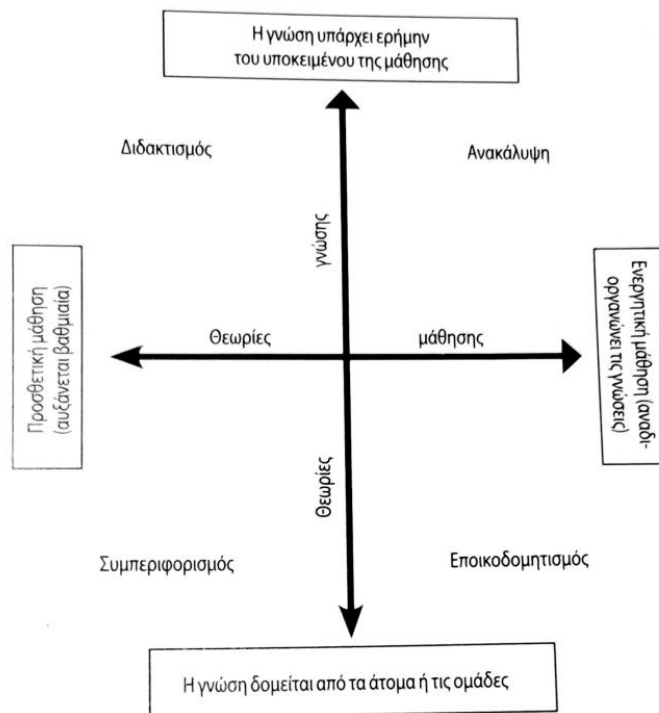 Η γνώση υπάρχει ερήμην
του υποκειμένου της μάθησης
Διδακτισμός
Ανακάλυψη
γνώσης
Προσθετική μάθηση
(αυξάνεται βαθμιαία)
Θεωρίες
μάθησης
Ενεργητική μάθηση (αναδι-
οργανώνει τις γνώσεις)
Θεωρίες
Συμπεριφορισμός
Εποικοδομητισμός
Η γνώση δομείται από τα άτομα ή τις ομάδες